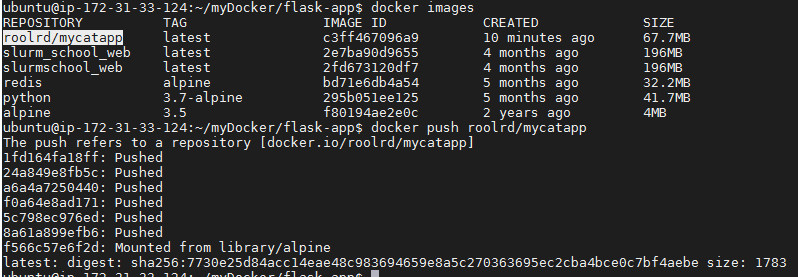 ubuntu@ip-172-31-33-124:~/myDocker/flask-app$ docker images
REPOSITORY TAG IMAGE ID CREATED SIZE
roolrd/mycatapp latest c3ff467096a9 10 minutes ago 67.7MB
slurm_school_web latest 2e7ba90d9655 4 months ago 196MB
slurmschool_web latest 2fd673120df7 4 months ago 196MB
redis alpine bd71e6db4a54 5 months ago 32.2MB
python 3.7-alpine 295b051ee125 5 months ago 41.7MB
alpine 3.5 f80194ae2e0c 2 years ago 4MB
ubuntu@ip-172-31-33-124:~/myDocker/flask-app$ docker push roolrd/mycatapp
The push refers to a repository [docker.io/roolrd/mycatapp]
1fd164fa18ff: Pushed
24a849e8fb5c: Pushed
a6a4a7250440: Pushed
f0a64e8ad171: Pushed
5c798ec976ed: Pushed
8a61a899efb6: Pushed
f566c57e6f2d: Mounted from library/alpine
latest: digest: sha256:7730e25d84acc14eae48c983694659e8a5c270363695ec2cba4bce0c7bf4aebe size: 1783
ubuntu@ip-172-31-33-124:~/myDocker/flask-app$